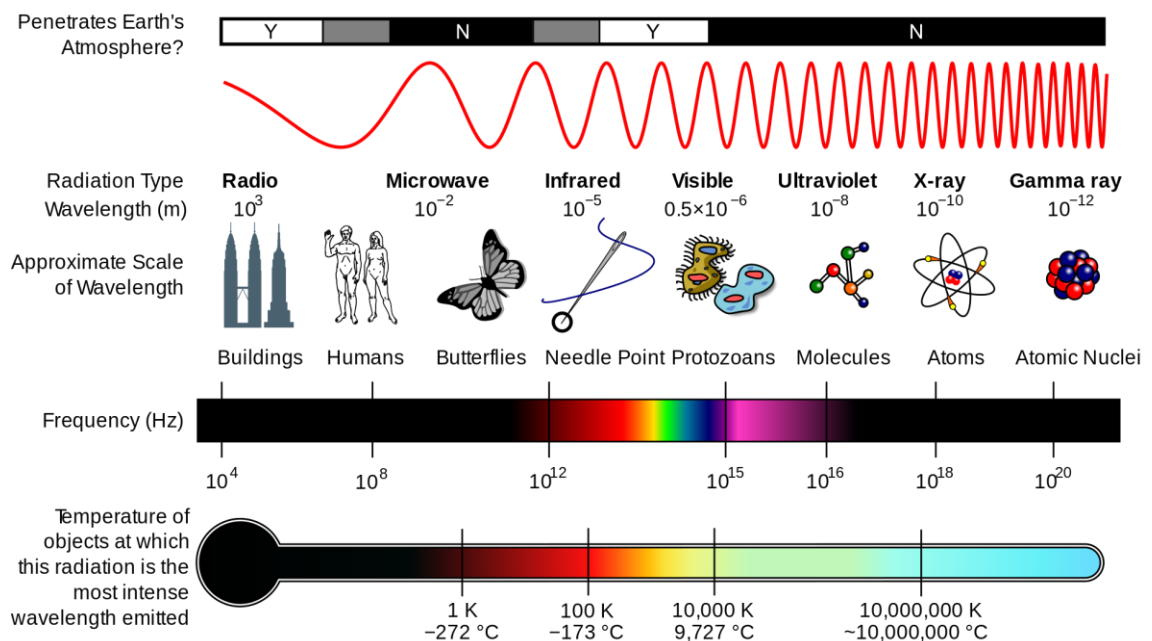 Penetrates Earth's
Atmosphere?
Y N Y N
Radiation Type
Radio Microwave Infrared Visible Ultraviolet X-ray Gamma ray
Wavelength (m)
10³ 10⁻² 10⁻⁵ 0.5×10⁻⁶ 10⁻⁸ 10⁻¹⁰ 10⁻¹²
Approximate Scale
of Wavelength
Buildings Humans Butterflies Needle Point Protozoans Molecules Atoms Atomic Nuclei
Frequency (Hz)
10⁴ 10⁸ 10¹² 10¹⁵ 10¹⁶ 10¹⁸ 10²⁰
Temperature of
objects at which
this radiation is the
most intense
wavelength emitted
1 K 100 K 10,000 K 10,000,000 K
−272 °C −173 °C 9,727 °C ~10,000,000 °C